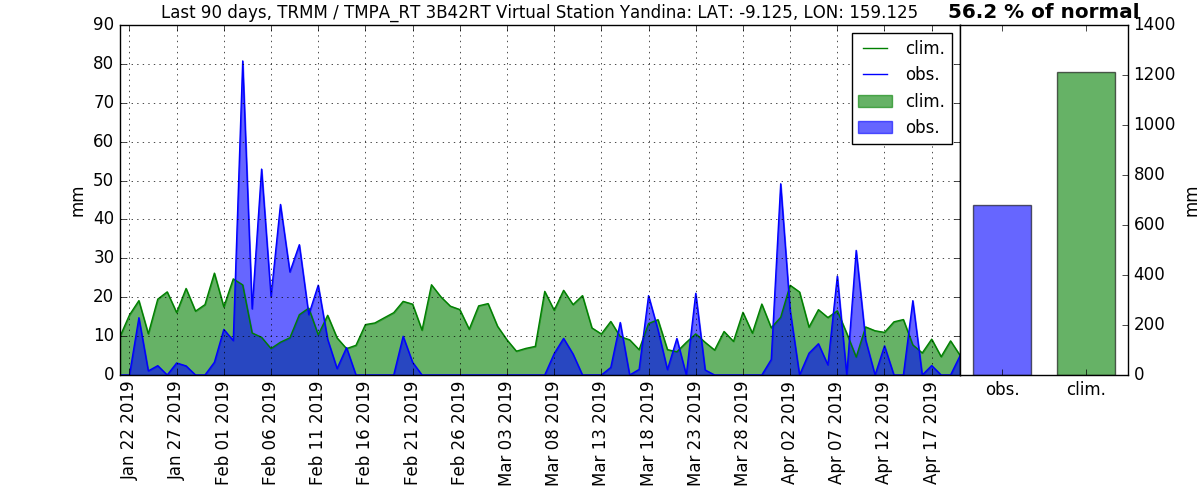 Last 90 days, TRMM / TMPA_RT 3B42RT Virtual Station Yandina: LAT: -9.125, LON: 159.125
56.2 % of normal
90
80
70
60
50
40
30
20
10
0
mm
clim.
obs.
clim.
obs.
Jan 22 2019
Jan 27 2019
Feb 01 2019
Feb 06 2019
Feb 11 2019
Feb 16 2019
Feb 21 2019
Feb 26 2019
Mar 03 2019
Mar 08 2019
Mar 13 2019
Mar 18 2019
Mar 23 2019
Mar 28 2019
Apr 02 2019
Apr 07 2019
Apr 12 2019
Apr 17 2019
1400
1200
1000
800
600
400
200
0
mm
obs.
clim.